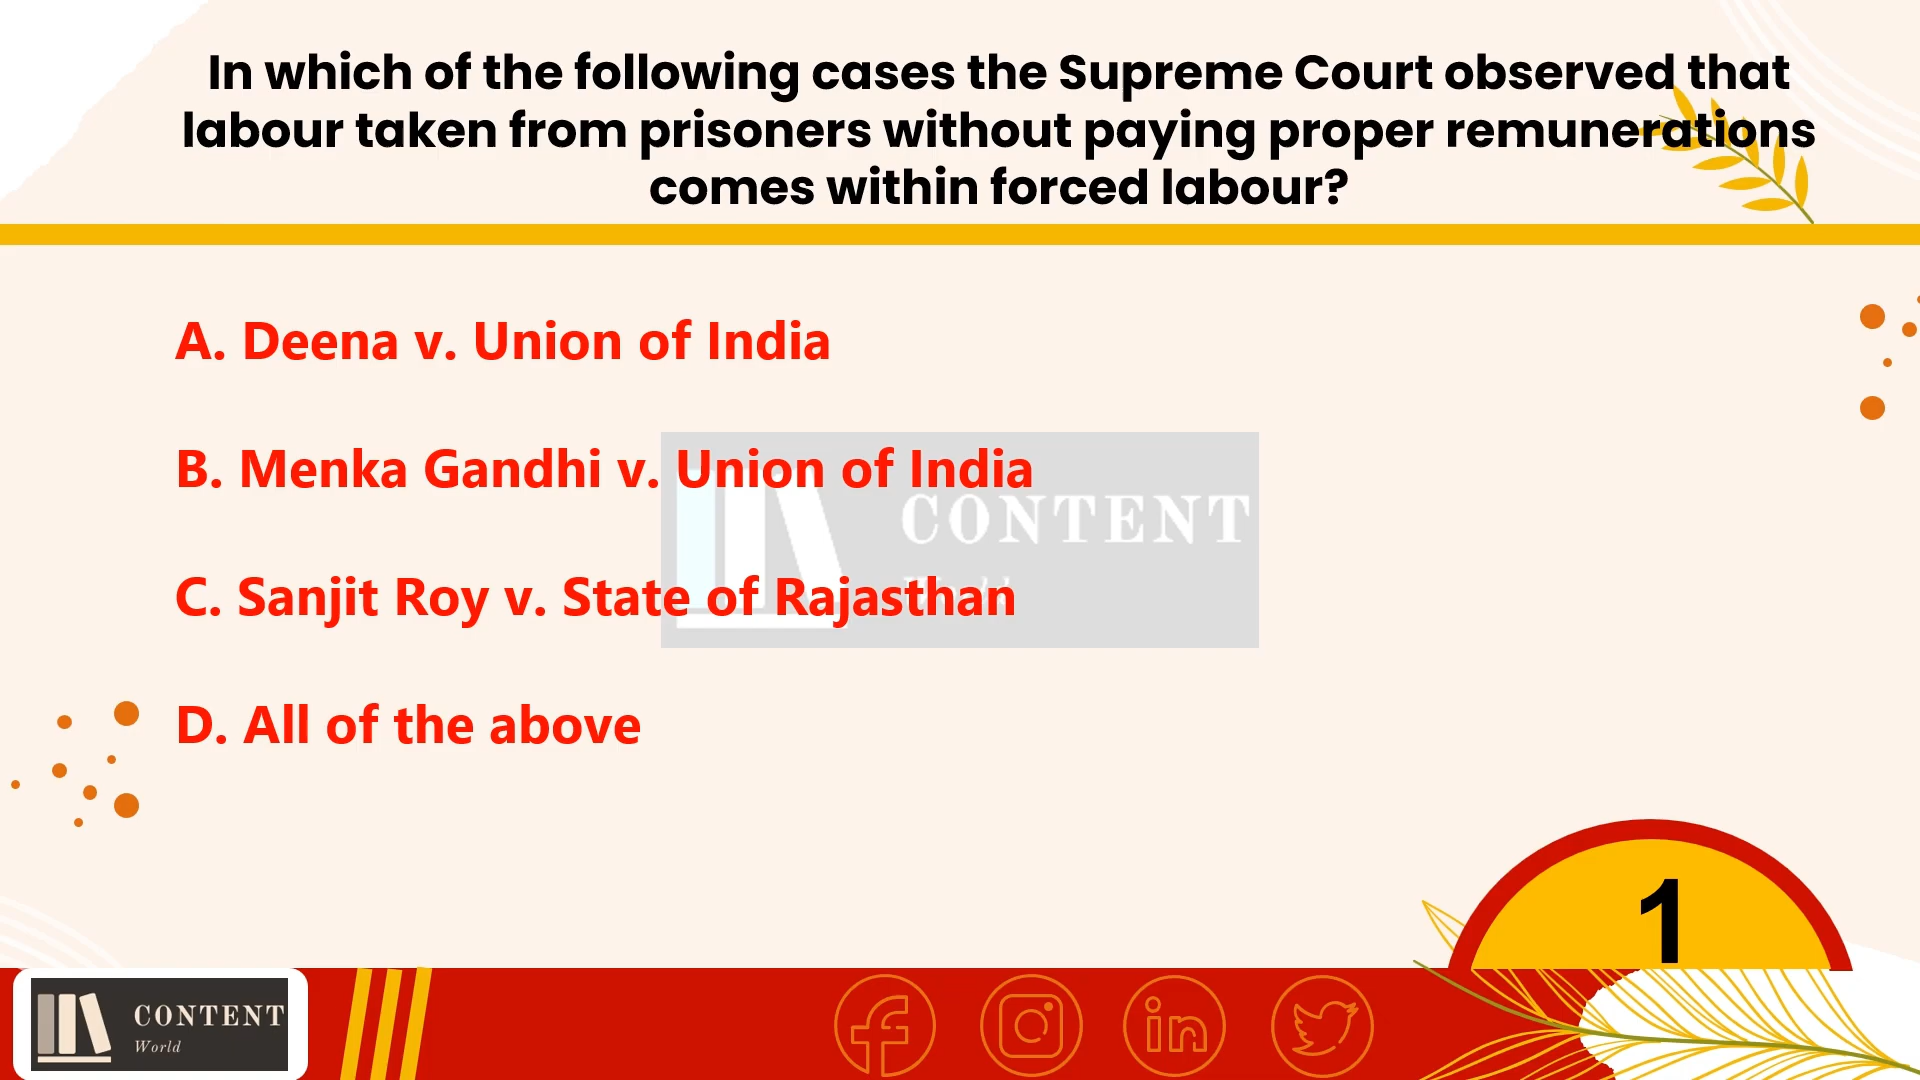 In which of the following cases the Supreme Court observed that
labour taken from prisoners without paying proper remunerations
comes within forced labour?
A. Deena v. Union of India
B. Menka Gandhi v. Union of India
CONTENT
C. Sanjit Roy v. State of Rajasthan
D. All of the above
1
CONTENT
World